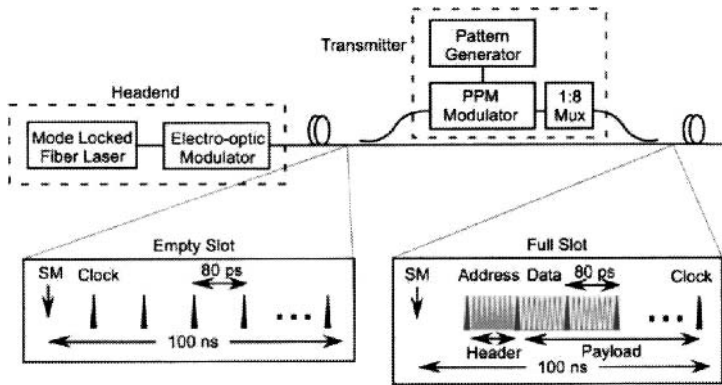 Transmitter
Pattern
Generator
Headend
PPM
Modulator
1:8
Mux
Mode Locked
Fiber Laser
Electro-optic
Modulator
Empty Slot
SM Clock 80 ps
100 ns
Full Slot
SM Address Data 80 ps Clock
Header Payload
100 ns